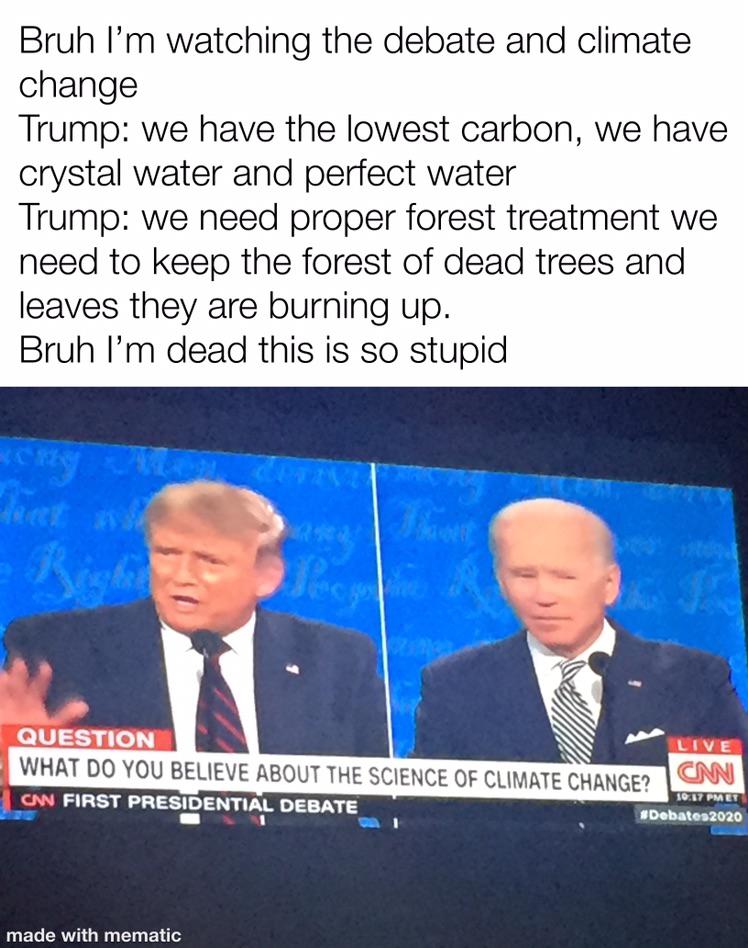 Bruh I'm watching the debate and climate
change
Trump: we have the lowest carbon, we have
crystal water and perfect water
Trump: we need proper forest treatment we
need to keep the forest of dead trees and
leaves they are burning up.
Bruh I'm dead this is so stupid
QUESTION
WHAT DO YOU BELIEVE ABOUT THE SCIENCE OF CLIMATE CHANGE?
CNN FIRST PRESIDENTIAL DEBATE
LIVE
CNN
10:17 PM ET
#Debates2020
made with mematic